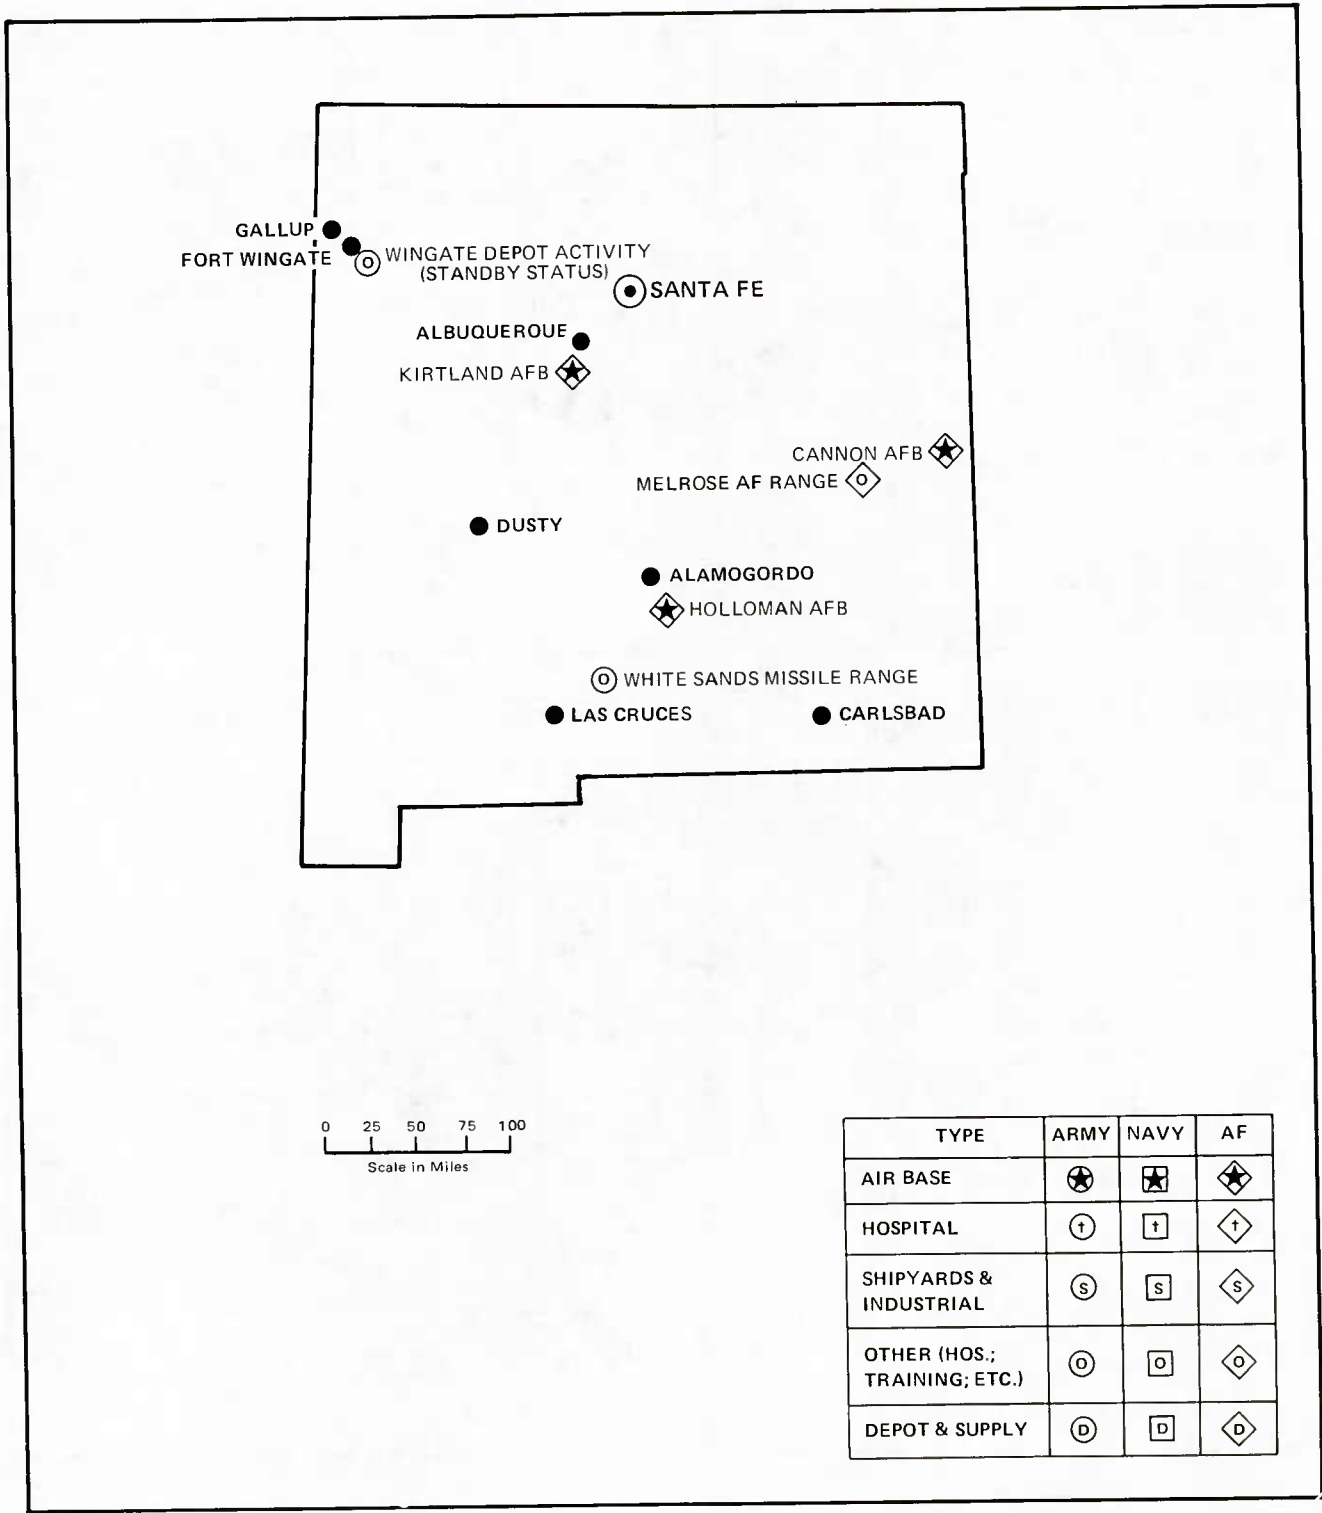 GALLUP
FORT WINGATE
WINGATE DEPOT ACTIVITY
(STANDBY STATUS)
SANTA FE
ALBUQUEROUE
KIRTLAND AFB
CANNON AFB
MELROSE AF RANGE
DUSTY
ALAMOGORDO
HOLLOMAN AFB
WHITE SANDS MISSILE RANGE
LAS CRUCES
CARLSBAD
0 25 50 75 100
Scale in Miles
TYPE ARMY NAVY AF
AIR BASE
HOSPITAL † † †
SHIPYARDS &
INDUSTRIAL S S S
OTHER (HOS.;
TRAINING; ETC.) O O O
DEPOT & SUPPLY D D D